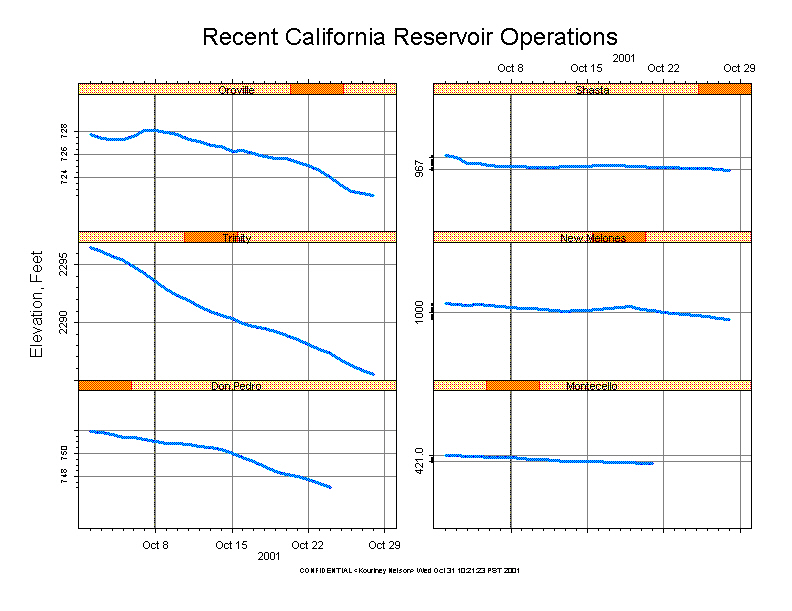 Recent California Reservoir Operations
2001
Oct 8 Oct 15 Oct 22 Oct 29
Oroville
Shasta
728
726
724
967
Trinity
New Melones
Elevation, Feet
2295
2290
1000
Don Pedro
Montecello
750
748
421.0
Oct 8 Oct 15 Oct 22 Oct 29
2001
CONFIDENTIAL <Kourtney Nelson> Wed Oct 31 10:21:23 PST 2001